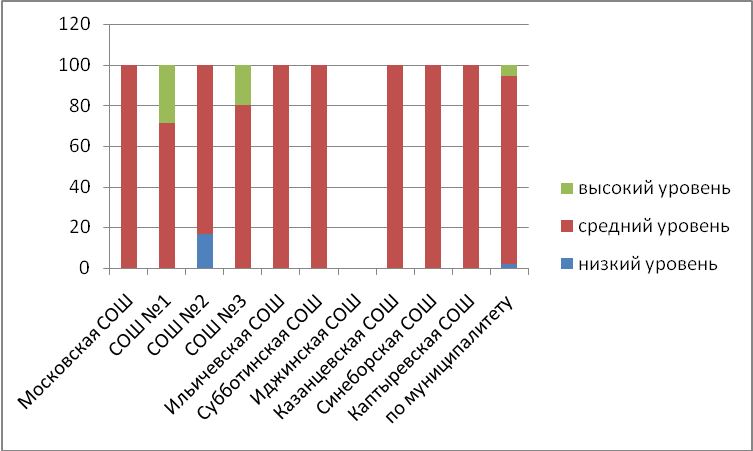 120
100
80
60
40
20
0
Московская СОШ
СОШ №1
СОШ №2
СОШ №3
Ильичевская СОШ
Субботинская СОШ
Иджинская СОШ
Казанцевская СОШ
Синеборская СОШ
Каптыревская СОШ
по муниципалитету
высокий уровень
средний уровень
низкий уровень